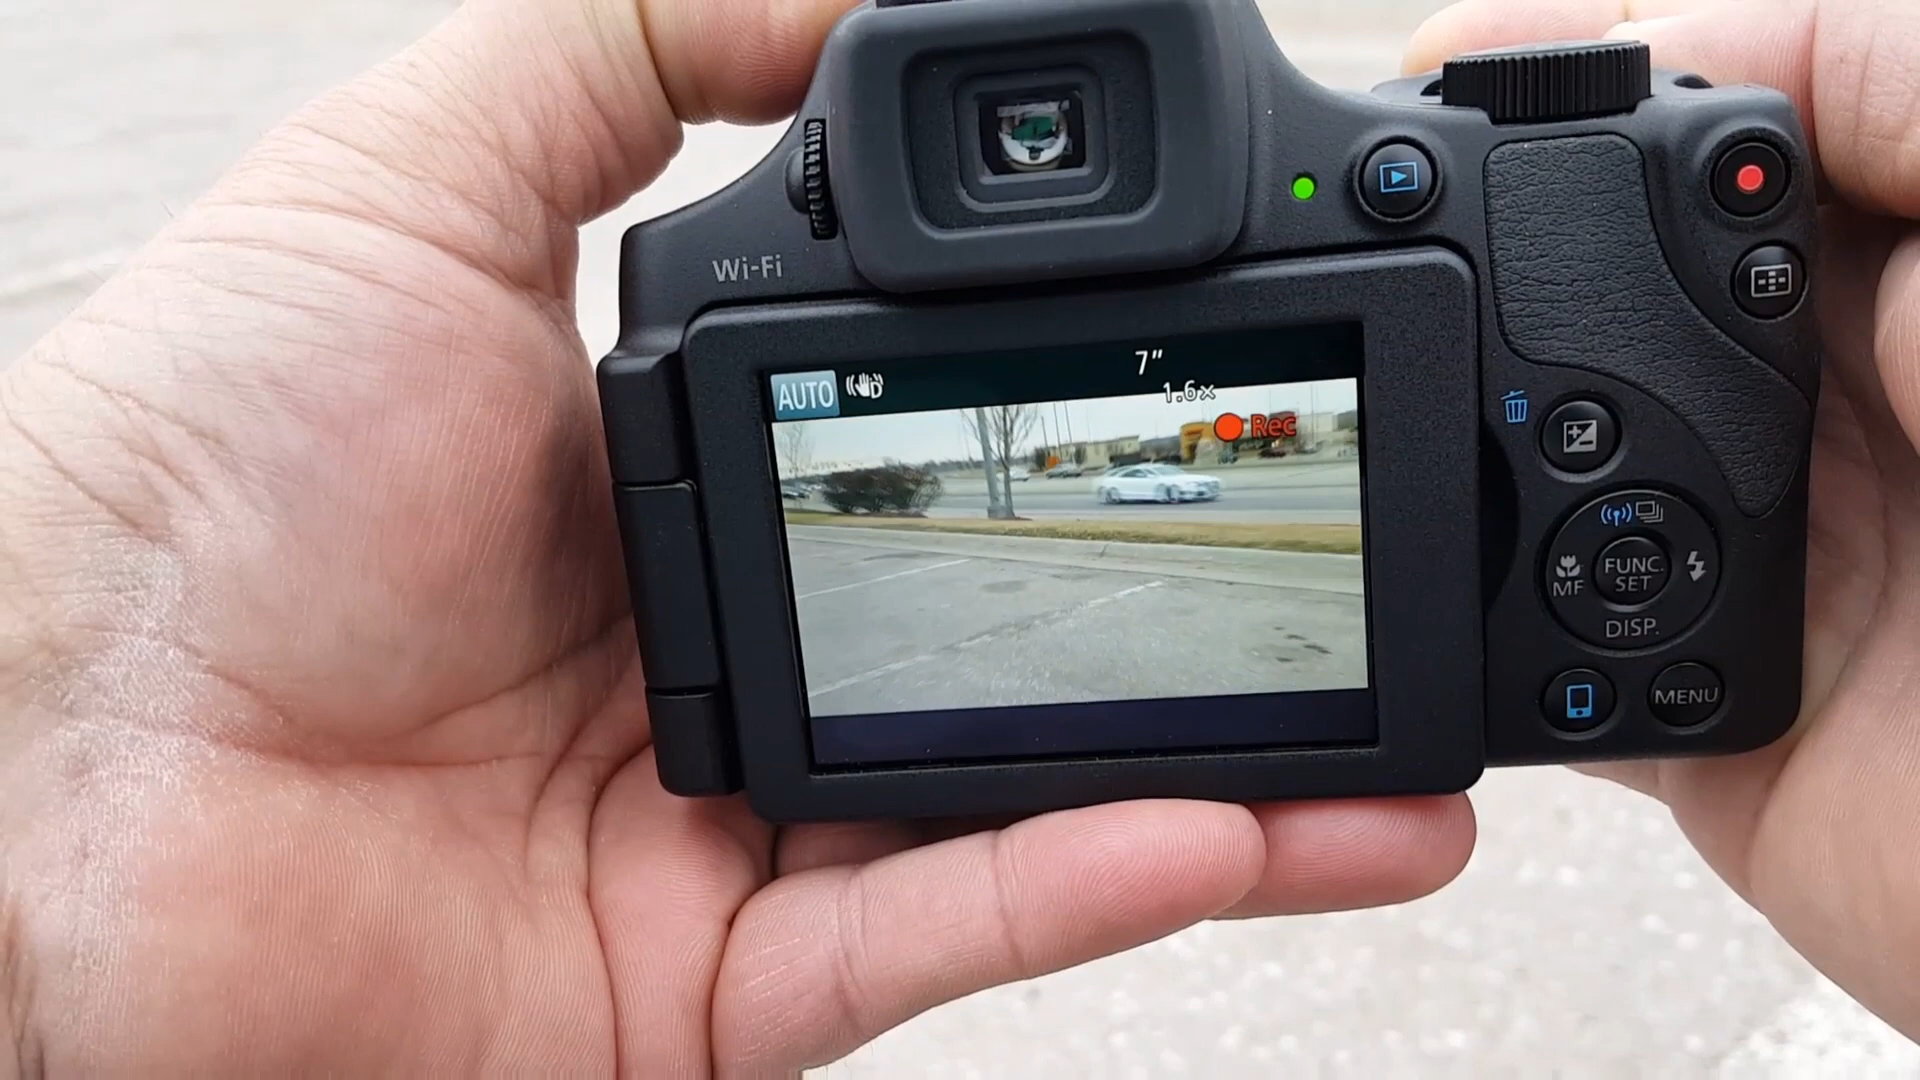 Wi-Fi
AUTO
D
7"
1.6x
Rec
MF
FUNC.
SET
DISP.
MENU